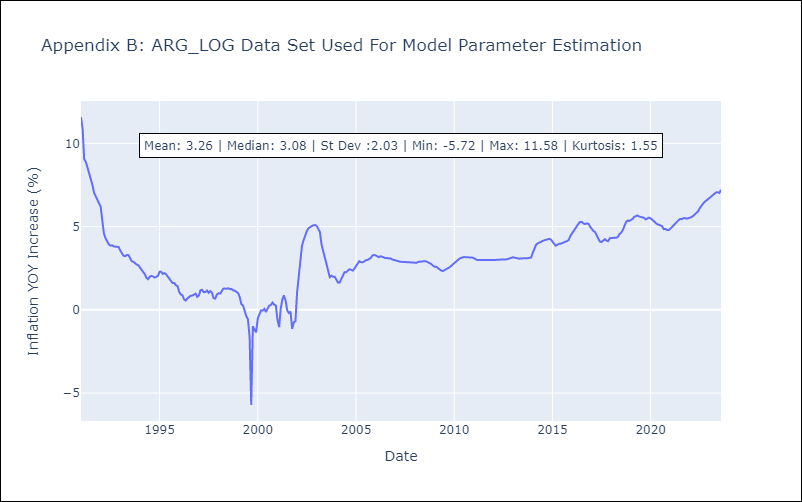 Appendix B: ARG_LOG Data Set Used For Model Parameter Estimation
Mean: 3.26 | Median: 3.08 | St Dev :2.03 | Min: -5.72 | Max: 11.58 | Kurtosis: 1.55
Inflation YOY Increase (%)
10
5
0
−5
1995
2000
2005
2010
2015
2020
Date